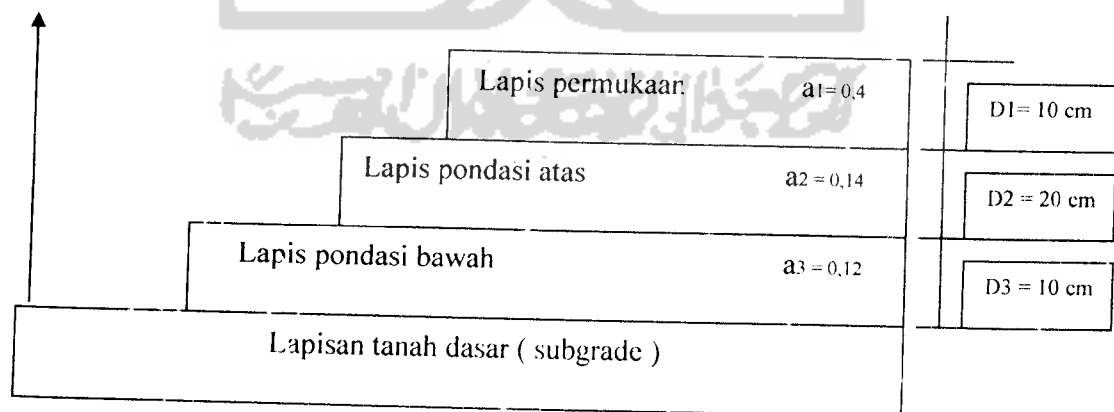 Lapis permukaan a1 = 0,4 D1= 10 cm
Lapis pondasi atas a2 = 0,14 D2 = 20 cm
Lapis pondasi bawah a3 = 0,12 D3 = 10 cm
Lapisan tanah dasar ( subgrade )